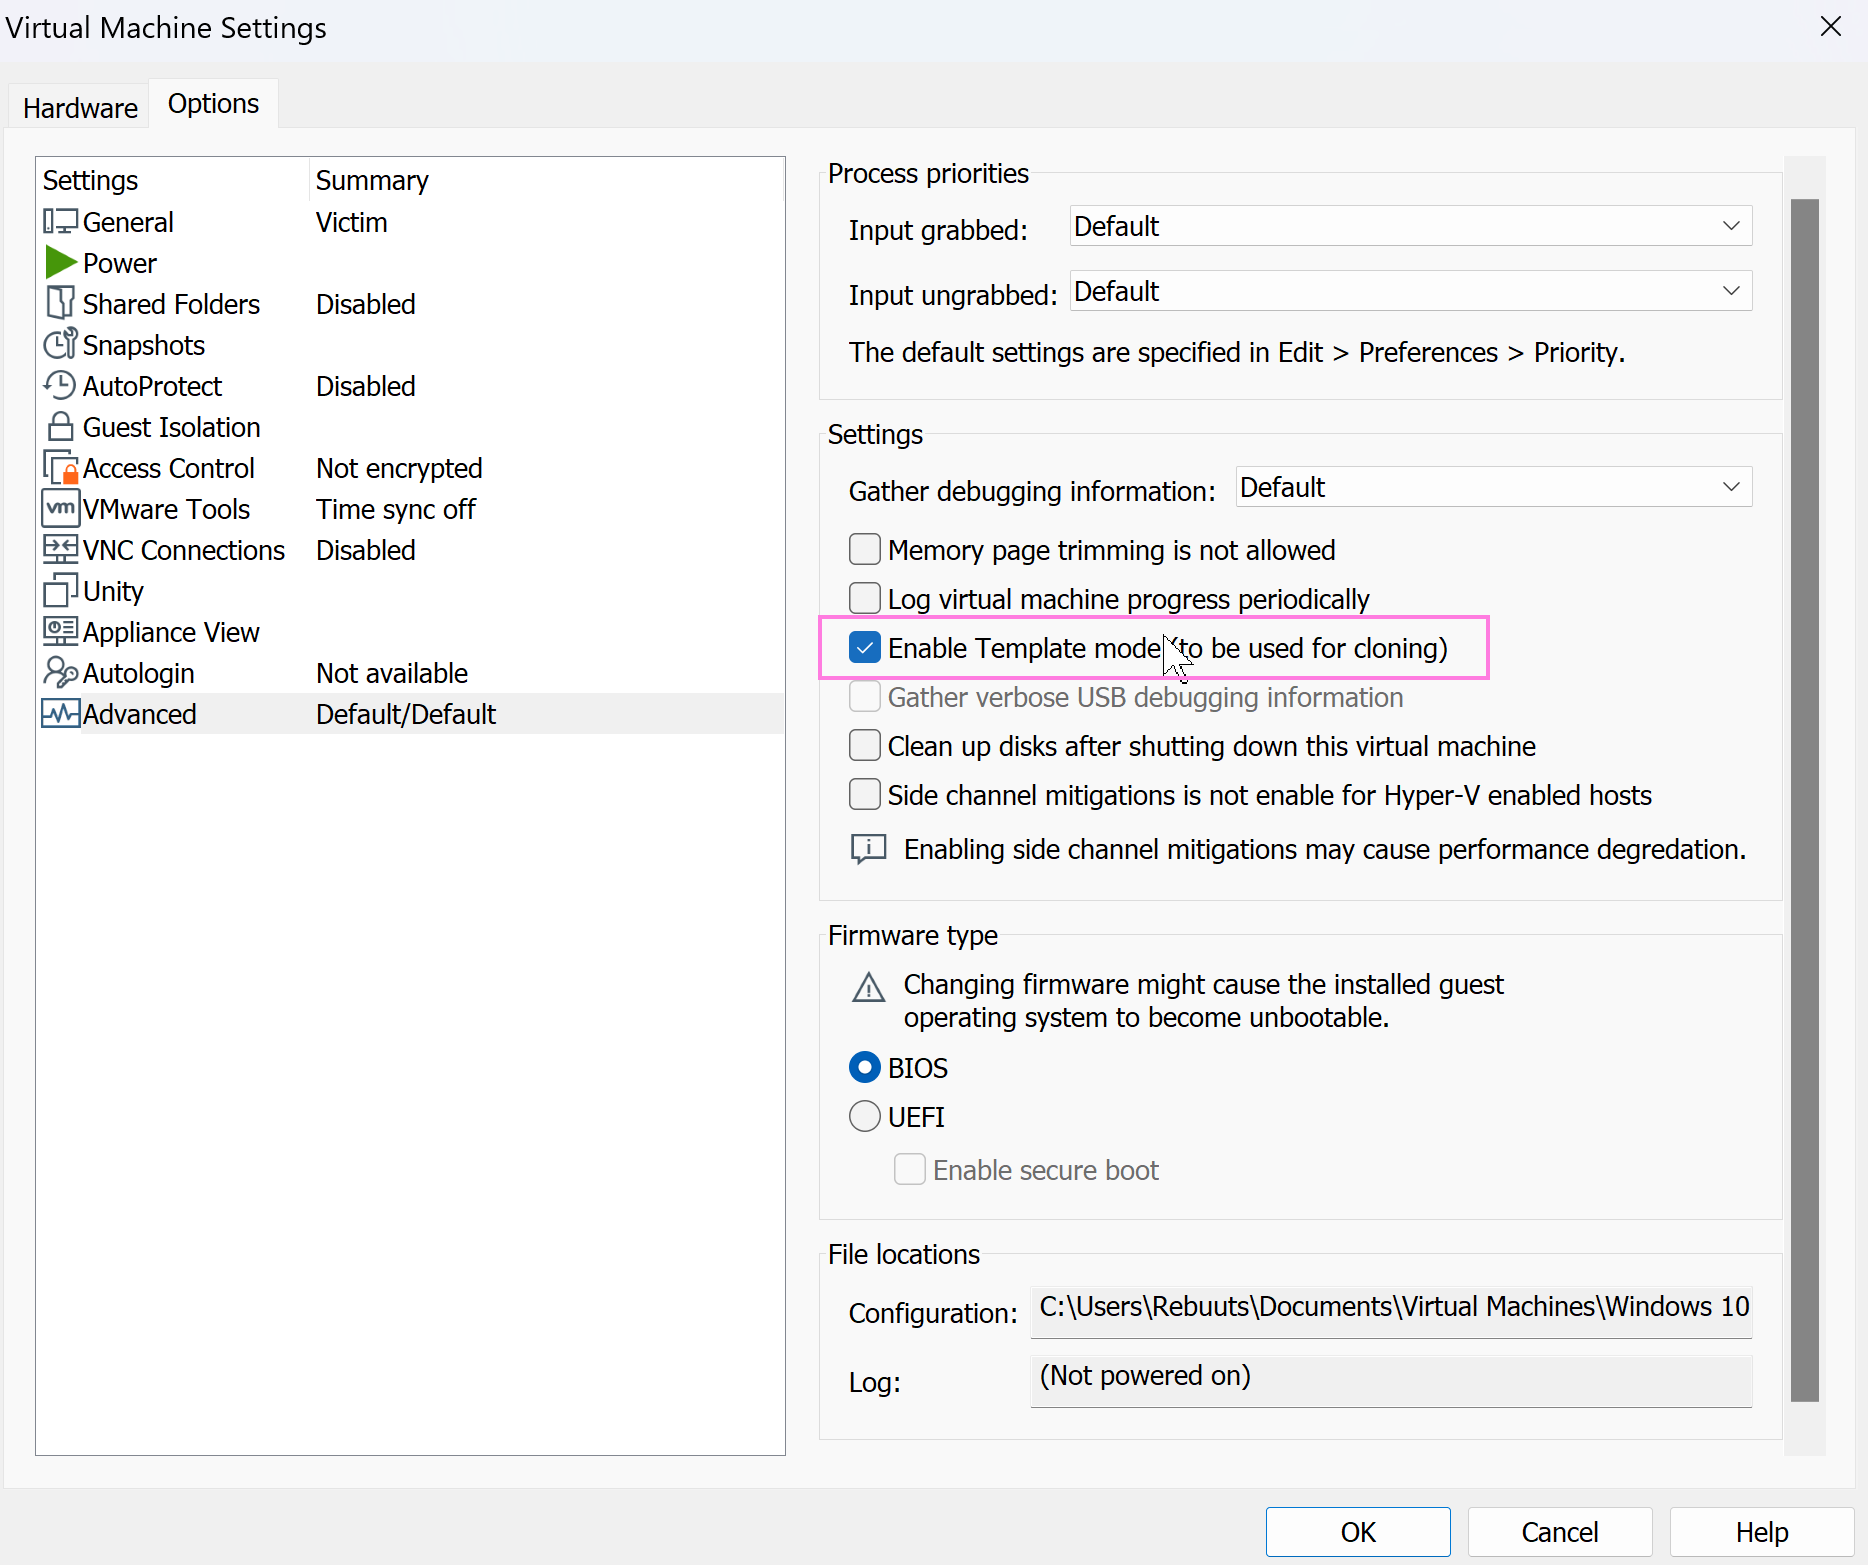 Virtual Machine Settings
Hardware
Options
Settings Summary
General Victim
Power
Shared Folders Disabled
Snapshots
AutoProtect Disabled
Guest Isolation
Access Control Not encrypted
vm VMware Tools Time sync off
VNC Connections Disabled
Unity
Appliance View
Autologin Not available
Advanced Default/Default
Process priorities
Input grabbed: Default
Input ungrabbed: Default
The default settings are specified in Edit > Preferences > Priority.
Settings
Gather debugging information: Default
Memory page trimming is not allowed
Log virtual machine progress periodically
Enable Template mode (to be used for cloning)
Gather verbose USB debugging information
Clean up disks after shutting down this virtual machine
Side channel mitigations is not enable for Hyper-V enabled hosts
Enabling side channel mitigations may cause performance degredation.
Firmware type
Changing firmware might cause the installed guest
operating system to become unbootable.
BIOS
UEFI
Enable secure boot
File locations
Configuration: C:\Users\Rebuuts\Documents\Virtual Machines\Windows 10
Log: (Not powered on)
OK
Cancel
Help